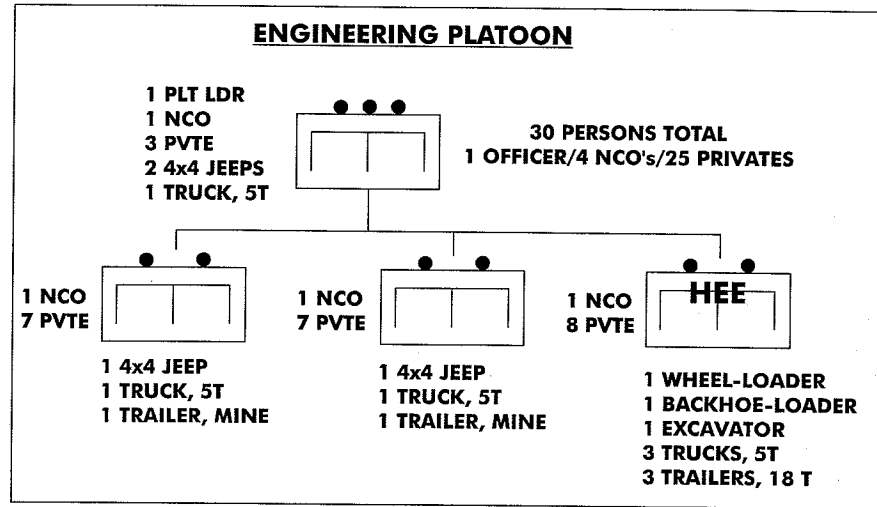 ENGINEERING PLATOON
1 PLT LDR
1 NCO
3 PVTE
2 4x4 JEEPS
1 TRUCK, 5T
30 PERSONS TOTAL
1 OFFICER/4 NCO's/25 PRIVATES
1 NCO
7 PVTE
1 4x4 JEEP
1 TRUCK, 5T
1 TRAILER, MINE
1 NCO
7 PVTE
1 4x4 JEEP
1 TRUCK, 5T
1 TRAILER, MINE
HEE
1 NCO
8 PVTE
1 WHEEL-LOADER
1 BACKHOE-LOADER
1 EXCAVATOR
3 TRUCKS, 5T
3 TRAILERS, 18 T